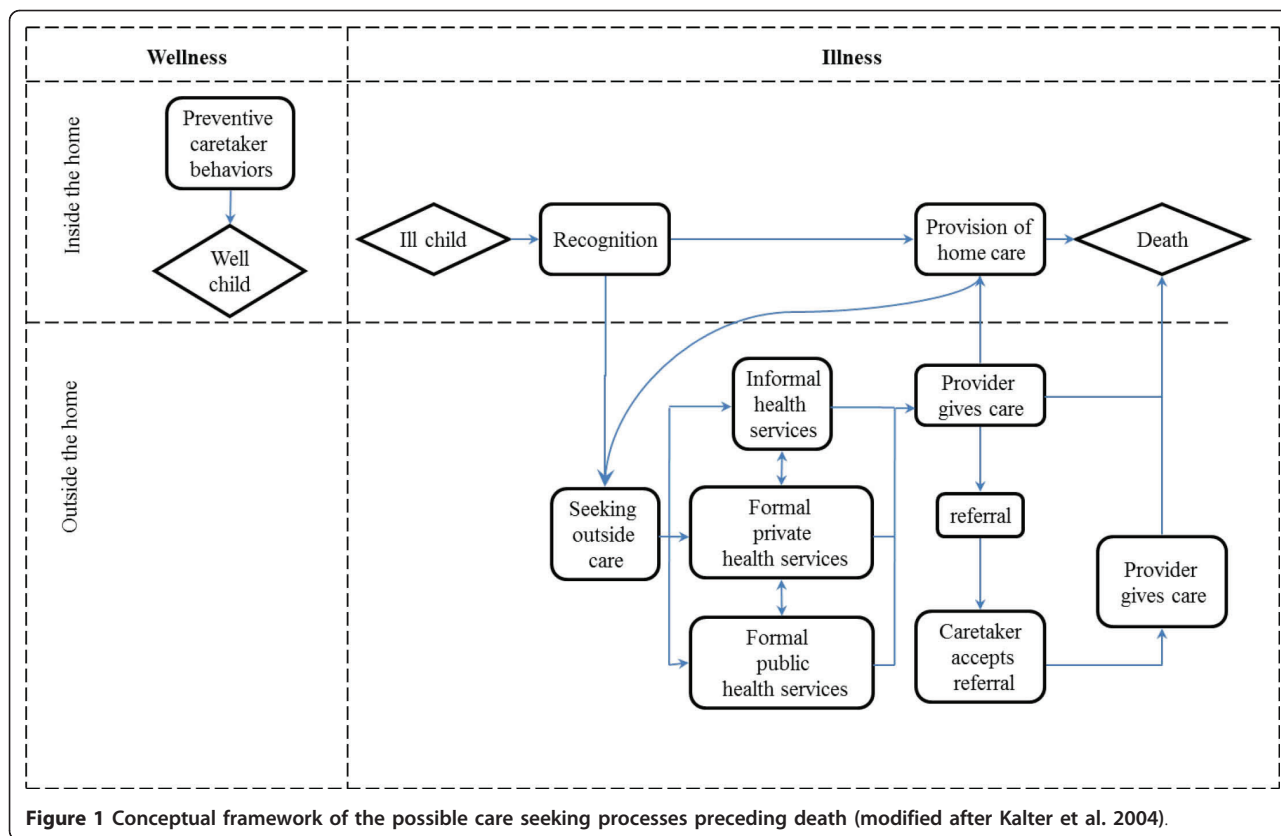 Wellness
Illness
Inside the home
Preventive
caretaker
behaviors
Well
child
Ill child
Recognition
Provision of
home care
Death
Outside the home
Seeking
outside
care
Informal
health
services
Formal
private
health services
Formal
public
health services
Provider
gives care
referral
Caretaker
accepts
referral
Provider
gives care
Figure 1 Conceptual framework of the possible care seeking processes preceding death (modified after Kalter et al. 2004).